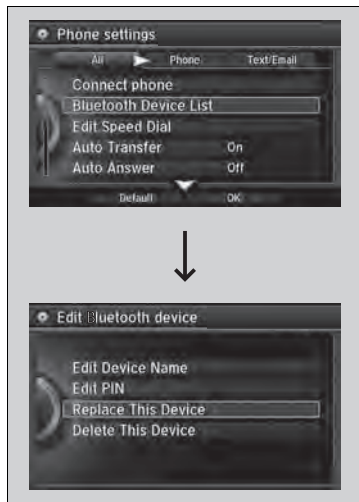 Phone settings
All Phone Text/Email
Connect phone
Bluetooth Device List
Edit Speed Dial
Auto Transfer On
Auto Answer Off
Default OK
Edit Bluetooth device
Edit Device Name
Edit PIN
Replace This Device
Delete This Device